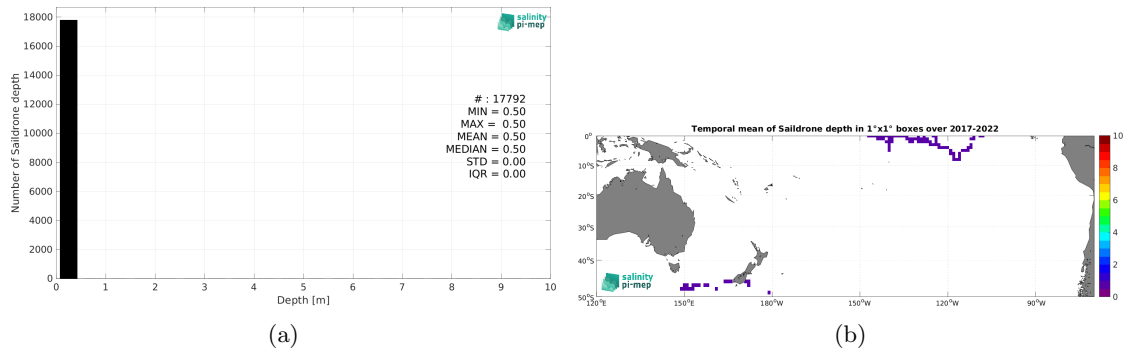 18000
16000
14000
12000
10000
8000
6000
4000
2000
0
Number of Saildrone depth
salinity
pi-mep
# : 17792
MIN = 0.50
MAX = 0.50
MEAN = 0.50
MEDIAN = 0.50
STD = 0.00
IQR = 0.00
0 1 2 3 4 5 6 7 8 9 10
Depth [m]
(a)
Temporal mean of Saildrone depth in 1°x1° boxes over 2017-2022
0°
10°S
20°S
30°S
40°S
50°S
120°E 150°E 180°W 150°W 120°W 90°W
salinity
pi-mep
10
8
6
4
2
0
(b)